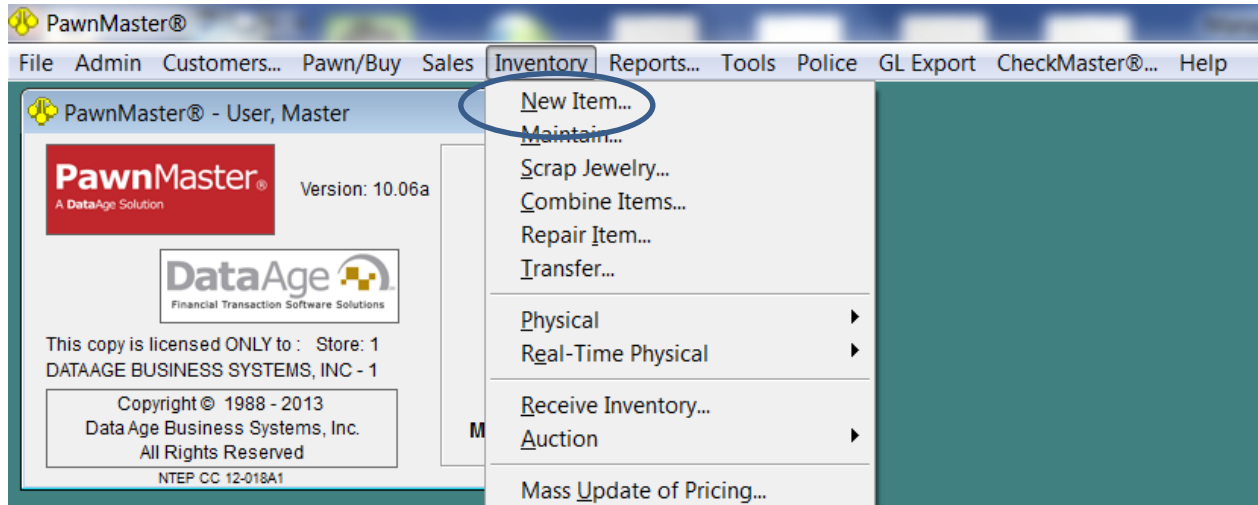 PawnMaster®
File Admin Customers... Pawn/Buy Sales Inventory Reports... Tools Police GL Export CheckMaster®... Help
PawnMaster® - User, Master
PawnMaster®
A DataAge Solution
Version: 10.06a
DataAge
Financial Transaction Software Solutions
This copy is licensed ONLY to : Store: 1
DATAAGE BUSINESS SYSTEMS, INC - 1
Copyright © 1988 - 2013
Data Age Business Systems, Inc.
All Rights Reserved
NTEP CC 12-018A1
M
New Item...
Maintain...
Scrap Jewelry...
Combine Items...
Repair Item...
Transfer...
Physical
Real-Time Physical
Receive Inventory...
Auction
Mass Update of Pricing...